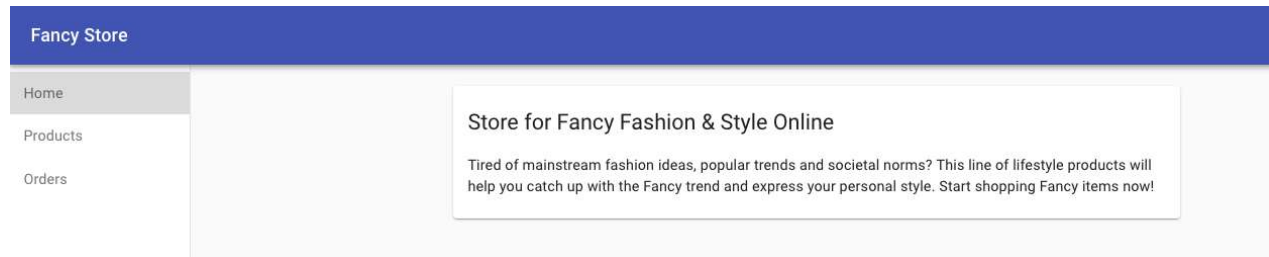 Fancy Store
Home
Products
Orders
Store for Fancy Fashion & Style Online
Tired of mainstream fashion ideas, popular trends and societal norms? This line of lifestyle products will
help you catch up with the Fancy trend and express your personal style. Start shopping Fancy items now!